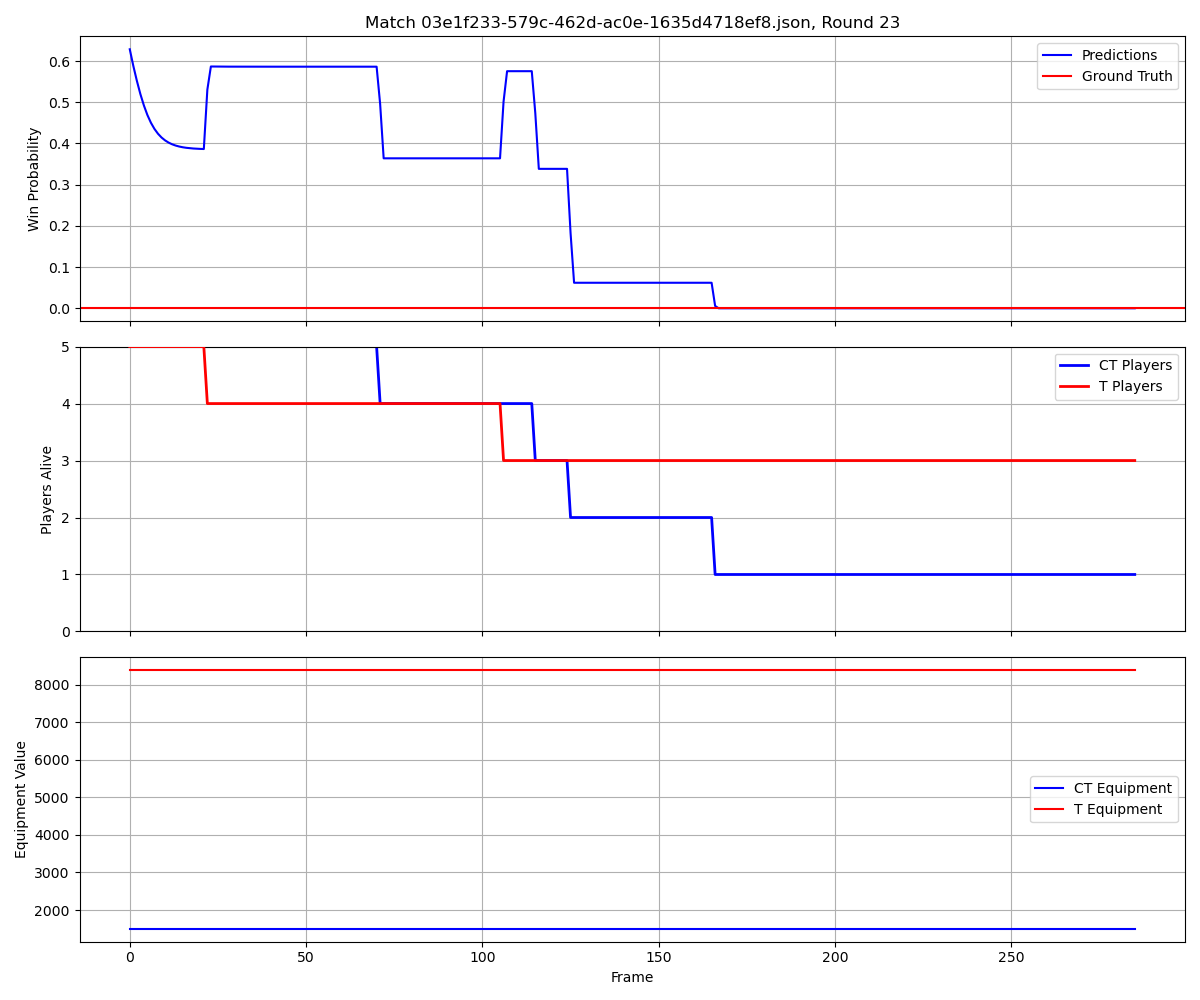 Match 03e1f233-579c-462d-ac0e-1635d4718ef8.json, Round 23
Win Probability
0.6
0.5
0.4
0.3
0.2
0.1
0.0
Predictions
Ground Truth
Players Alive
5
4
3
2
1
0
CT Players
T Players
Equipment Value
8000
7000
6000
5000
4000
3000
2000
CT Equipment
T Equipment
0 50 100 150 200 250
Frame